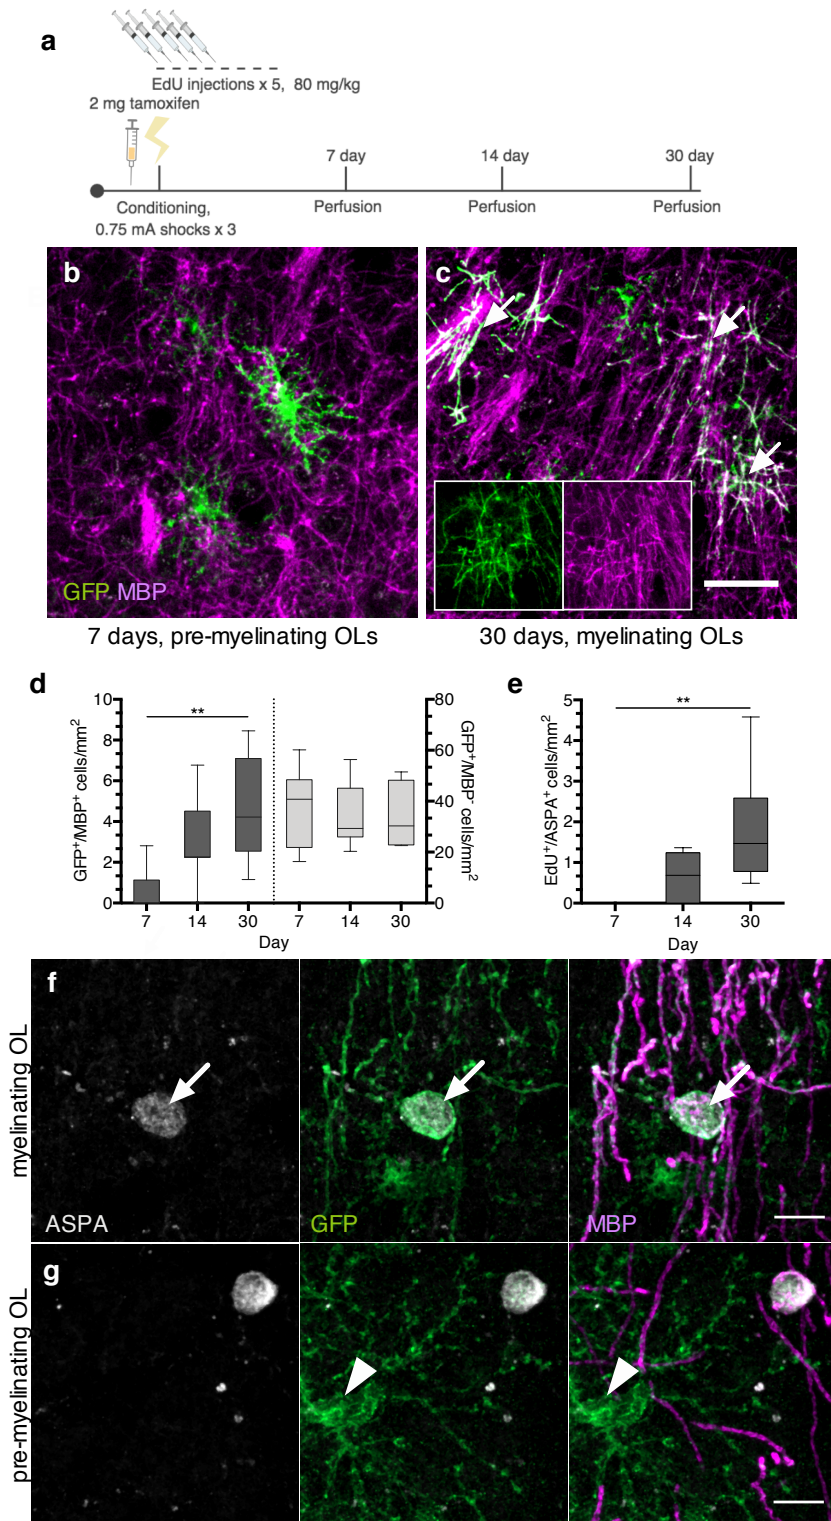 a
EdU injections x 5, 80 mg/kg
2 mg tamoxifen
7 day
14 day
30 day
Conditioning,
0.75 mA shocks x 3
Perfusion
Perfusion
Perfusion
b
c
GFP MBP
7 days, pre-myelinating OLs
30 days, myelinating OLs
d
GFP⁺/MBP⁺ cells/mm²
10
8
6
4
2
0
**
80
60
40
20
0
GFP⁺/MBP⁻ cells/mm²
7 14 30 7 14 30
Day
e
EdU⁺/ASPA⁺ cells/mm²
5
4
3
2
1
0
**
7 14 30
Day
f
myelinating OL
ASPA
GFP
MBP
g
pre-myelinating OL